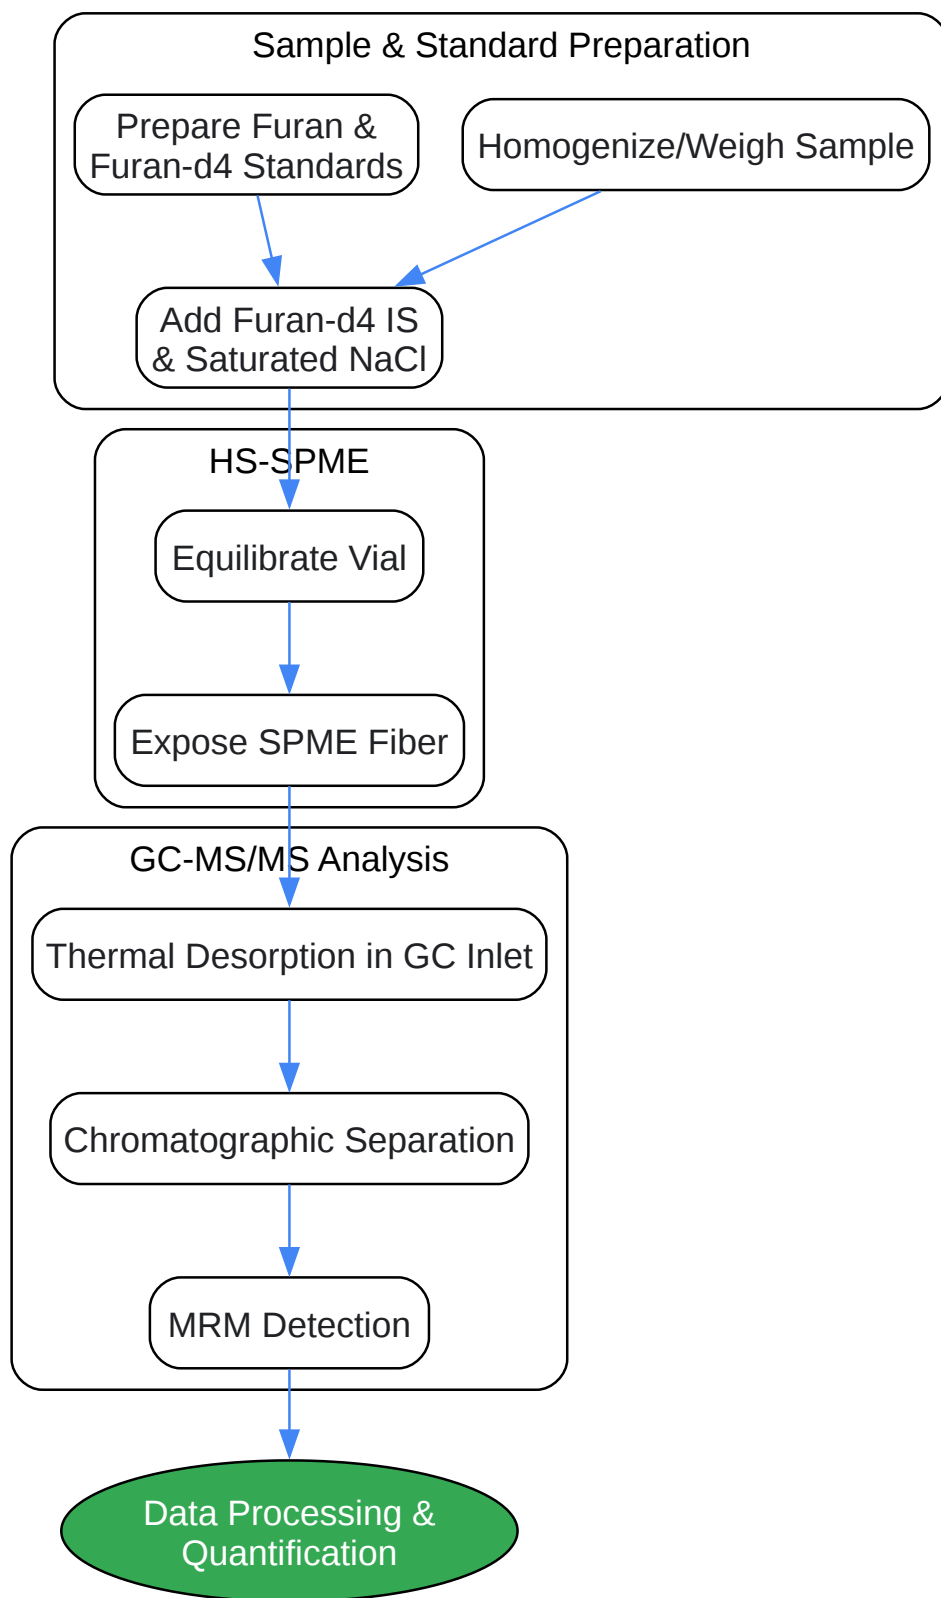 Sample & Standard Preparation
Prepare Furan &
Furan-d4 Standards
Homogenize/Weigh Sample
Add Furan-d4 IS
& Saturated NaCl
HS-SPME
Equilibrate Vial
Expose SPME Fiber
GC-MS/MS Analysis
Thermal Desorption in GC Inlet
Chromatographic Separation
MRM Detection
Data Processing &
Quantification